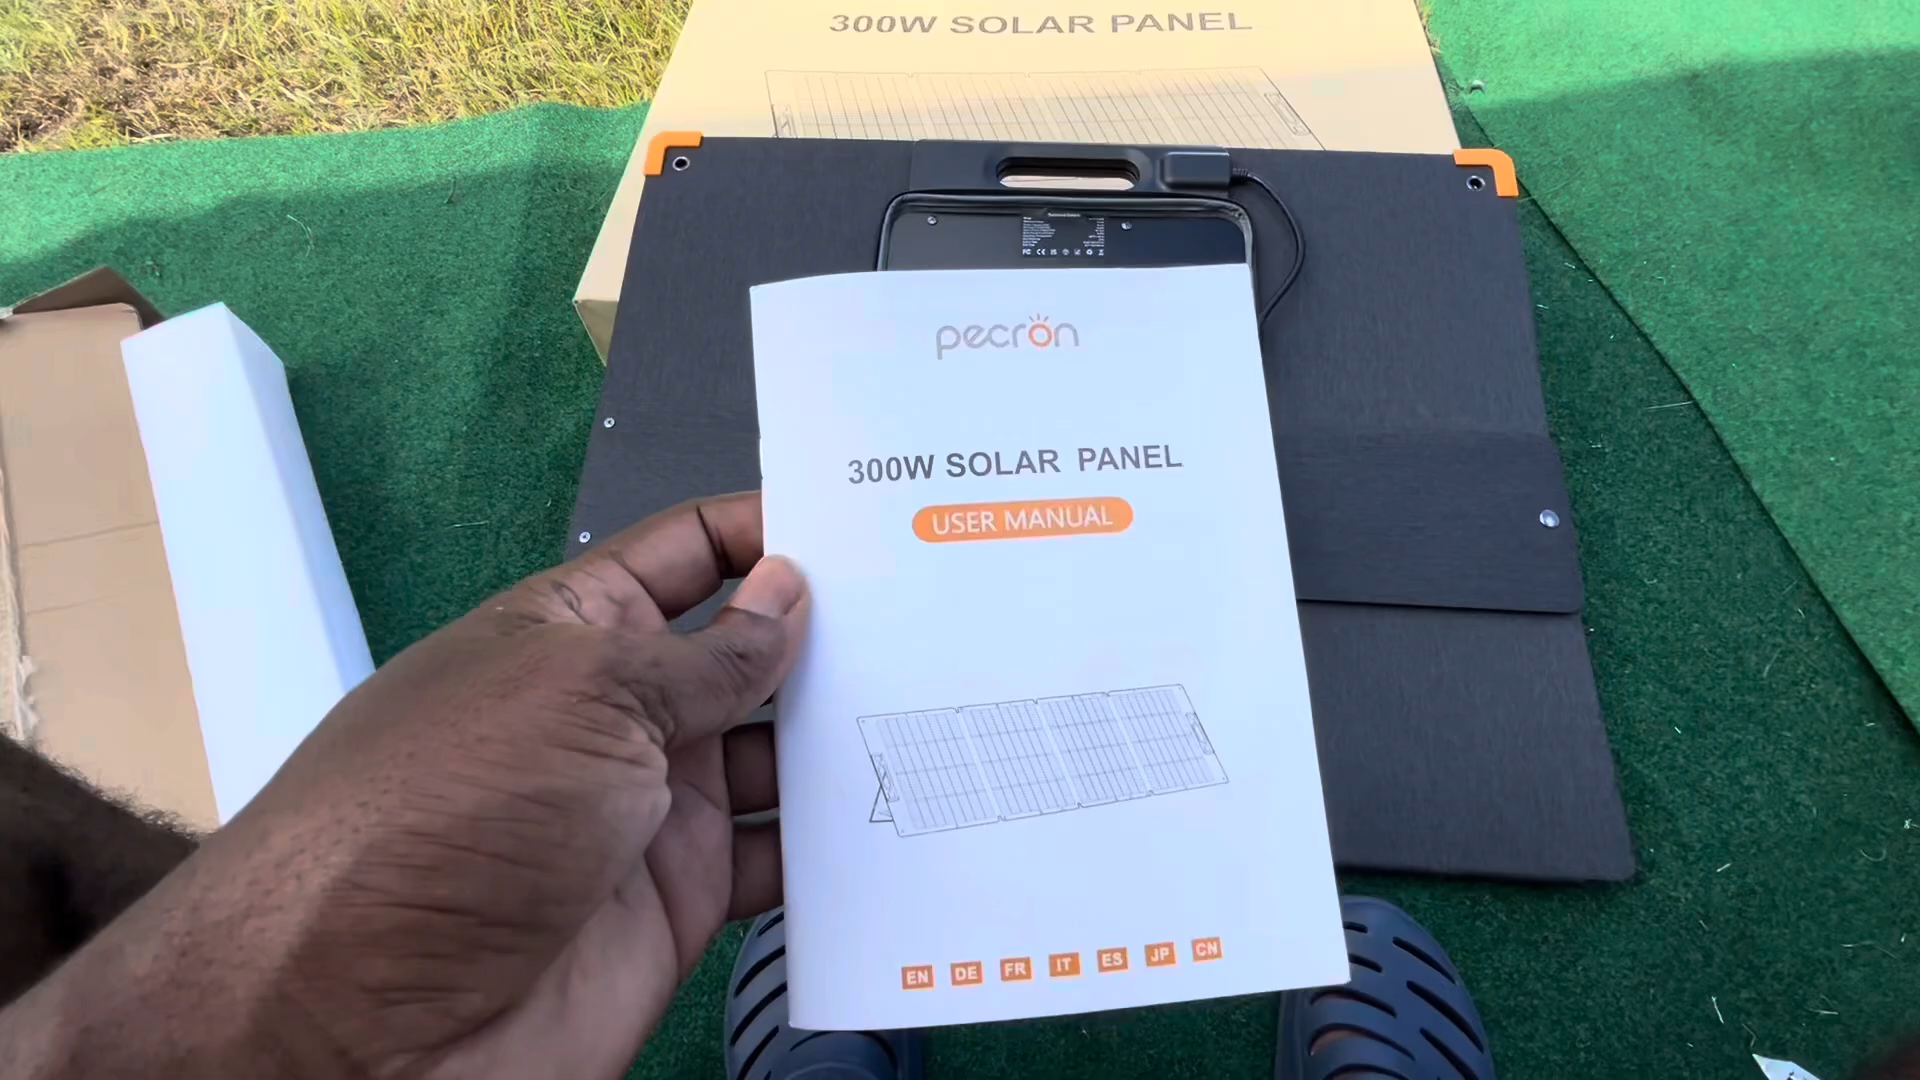 300W SOLAR PANEL
pecron
300W SOLAR PANEL
USER MANUAL
EN DE FR IT ES JP CN